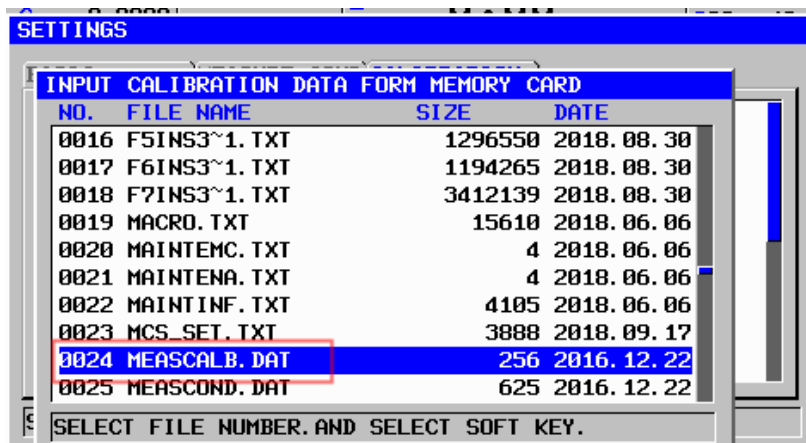 SETTINGS
INPUT CALIBRATION DATA FORM MEMORY CARD
NO. FILE NAME SIZE DATE
0016 F5INS3~1.TXT 1296550 2018.08.30
0017 F6INS3~1.TXT 1194265 2018.08.30
0018 F7INS3~1.TXT 3412139 2018.08.30
0019 MACRO.TXT 15610 2018.06.06
0020 MAINTEMC.TXT 4 2018.06.06
0021 MAINTENA.TXT 4 2018.06.06
0022 MAINTINF.TXT 4105 2018.06.06
0023 MCS_SET.TXT 3888 2018.09.17
0024 MEASCALB.DAT 256 2016.12.22
0025 MEASCOND.DAT 625 2016.12.22
SELECT FILE NUMBER.AND SELECT SOFT KEY.